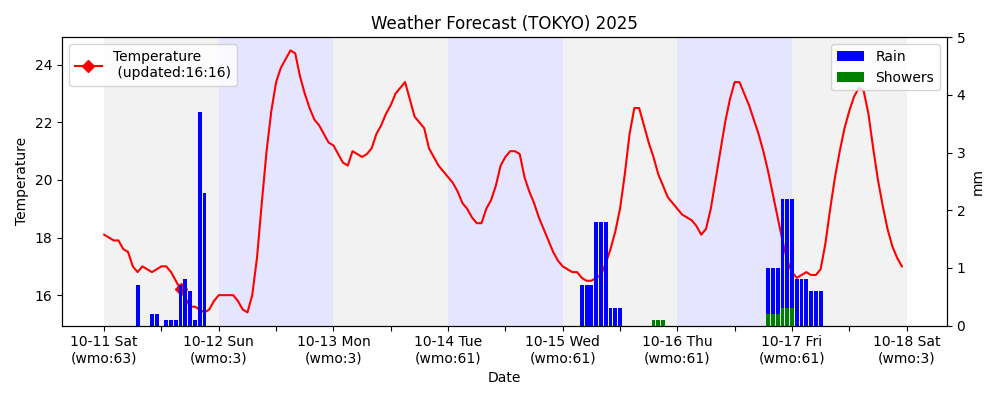 Weather Forecast (TOKYO) 2025
Temperature
(updated:16:16)
Rain
Showers
24
22
20
18
16
Temperature
5
4
3
2
1
0
mm
10-11 Sat
(wmo:63)
10-12 Sun
(wmo:3)
10-13 Mon
(wmo:3)
10-14 Tue
(wmo:61)
10-15 Wed
(wmo:61)
10-16 Thu
(wmo:61)
10-17 Fri
(wmo:61)
10-18 Sat
(wmo:3)
Date